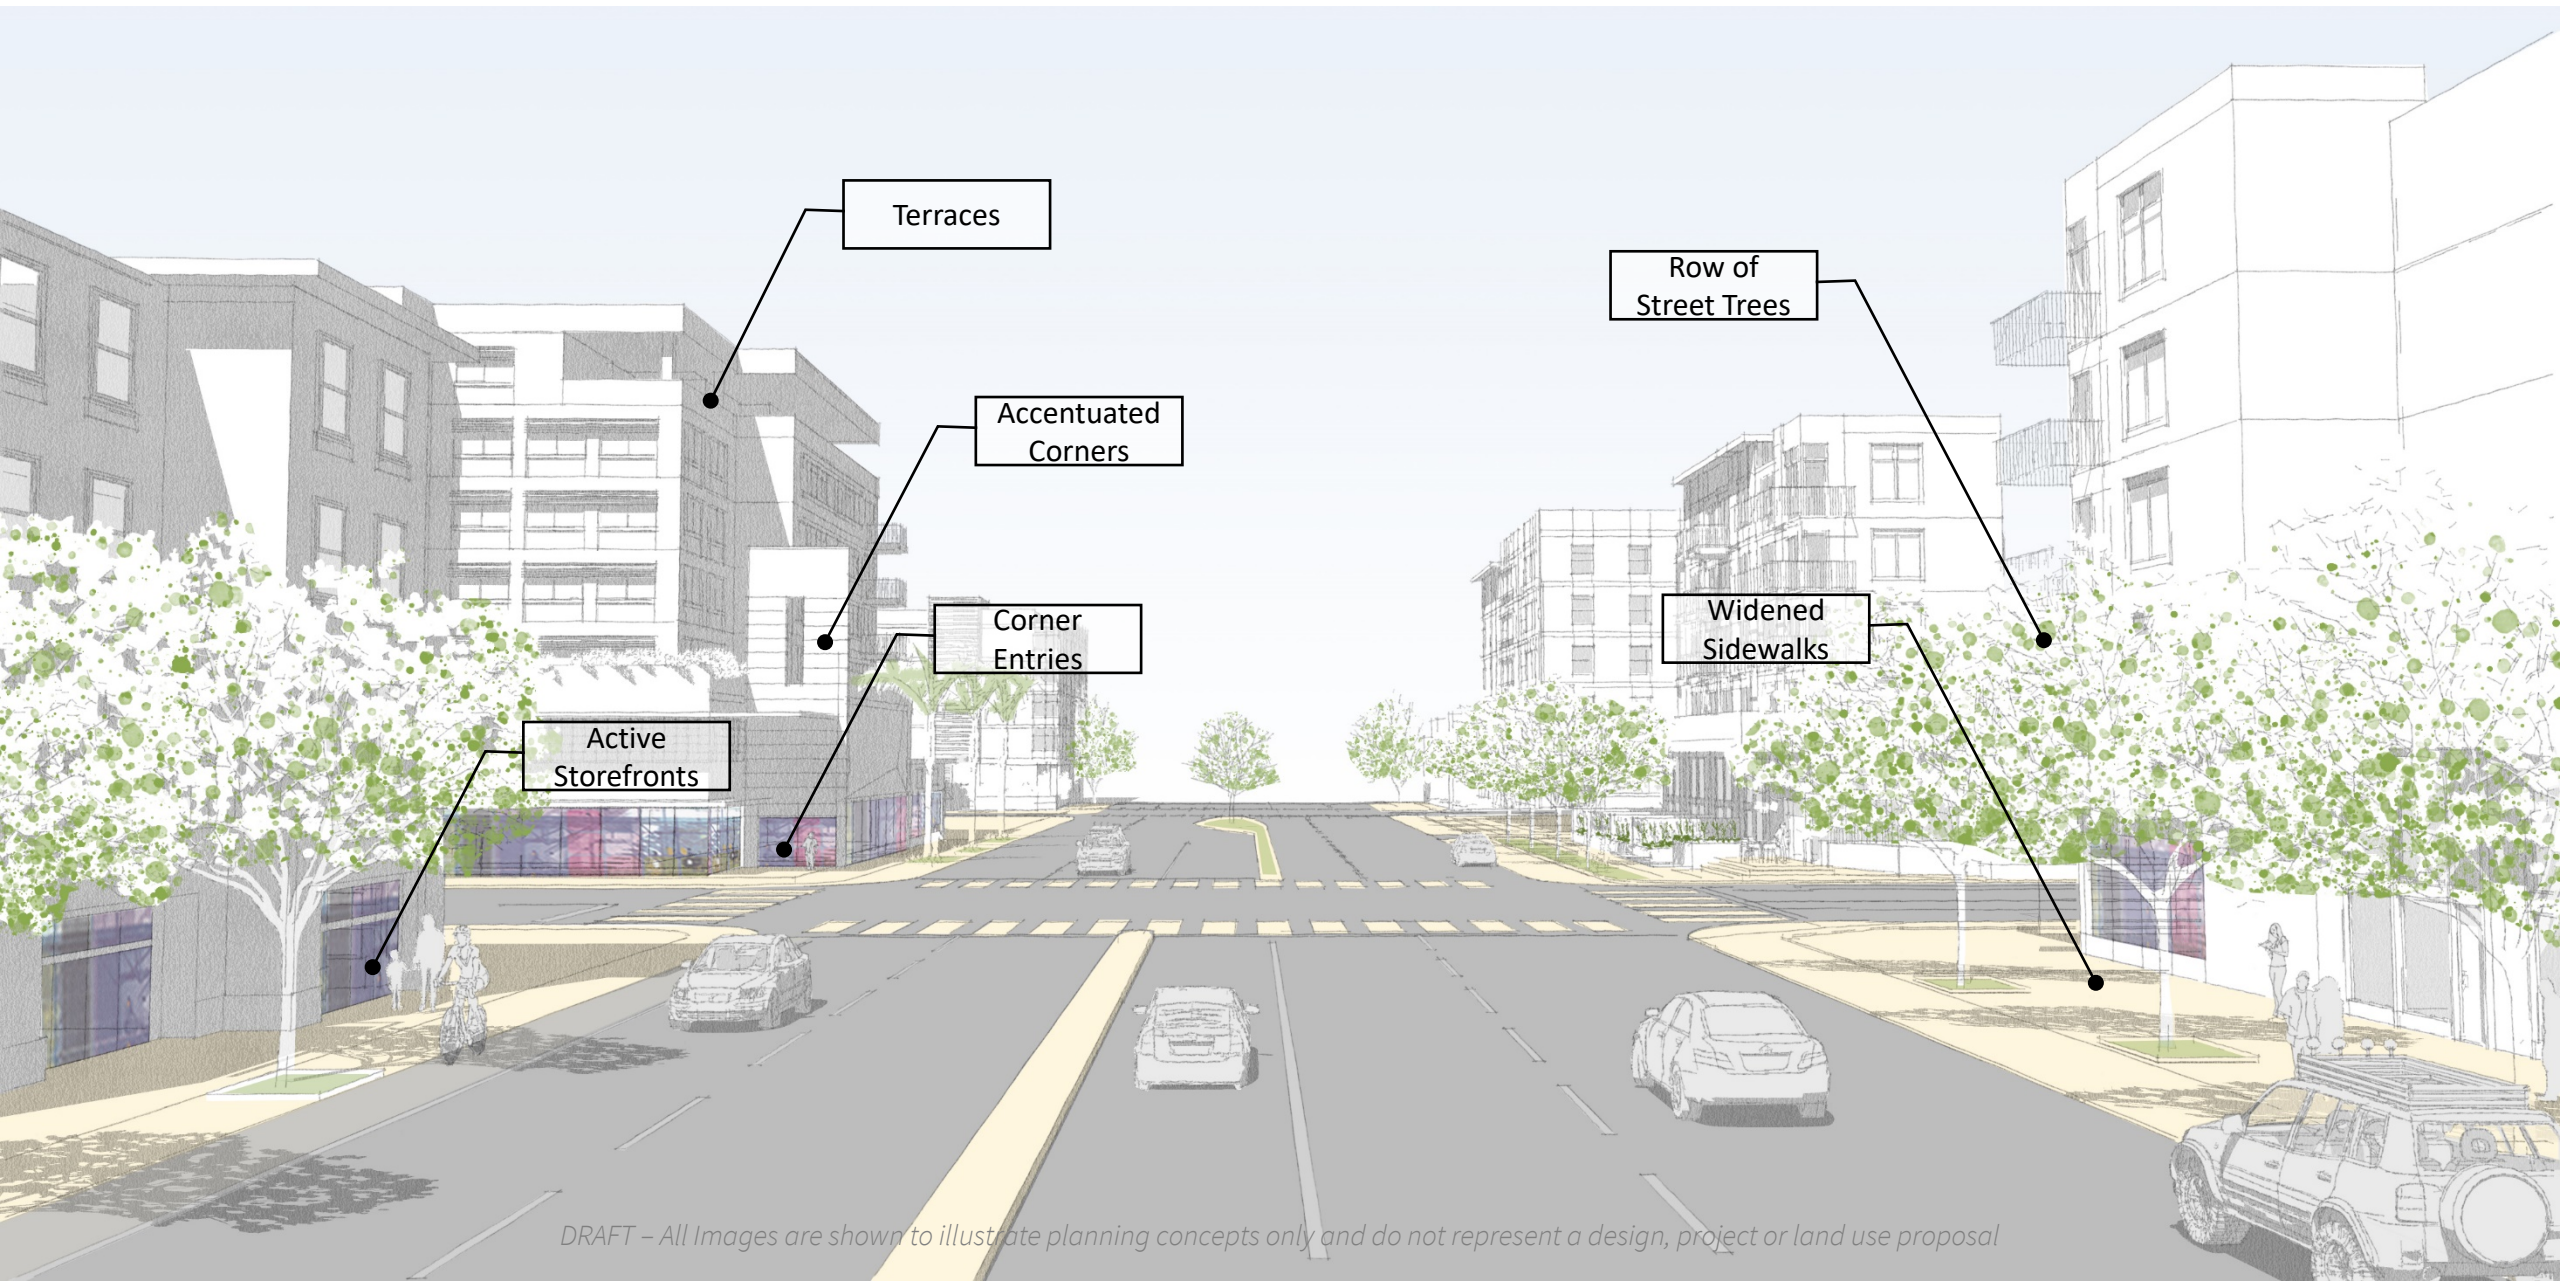 Terraces
Row of
Street Trees
Accentuated
Corners
Widened
Sidewalks
Corner
Entries
Active
Storefronts
DRAFT – All Images are shown to illustrate planning concepts only and do not represent a design, project or land use proposal